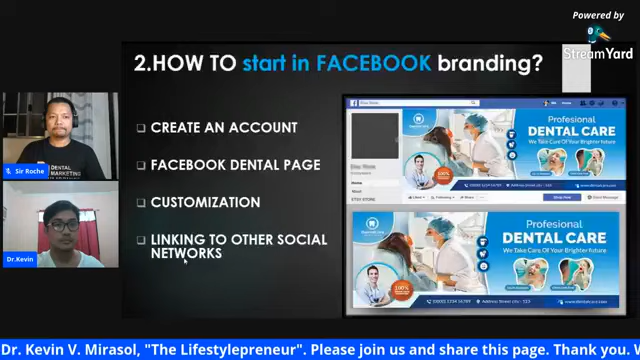 Powered by
StreamYard
2.HOW TO start in FACEBOOK branding?
CREATE AN ACCOUNT
FACEBOOK DENTAL PAGE
CUSTOMIZATION
LINKING TO OTHER SOCIAL
NETWORKS
DENTAL
MARKETING
Sir Roche
Dr.Kevin
Profesional
DENTAL CARE
We Take Care Of Your Brighter future
100%
Profesional
DENTAL CARE
We Take Care Of Your Brighter Future
100%
Dr. Kevin V. Mirasol, "The Lifestylepreneur". Please join us and share this page. Thank you.